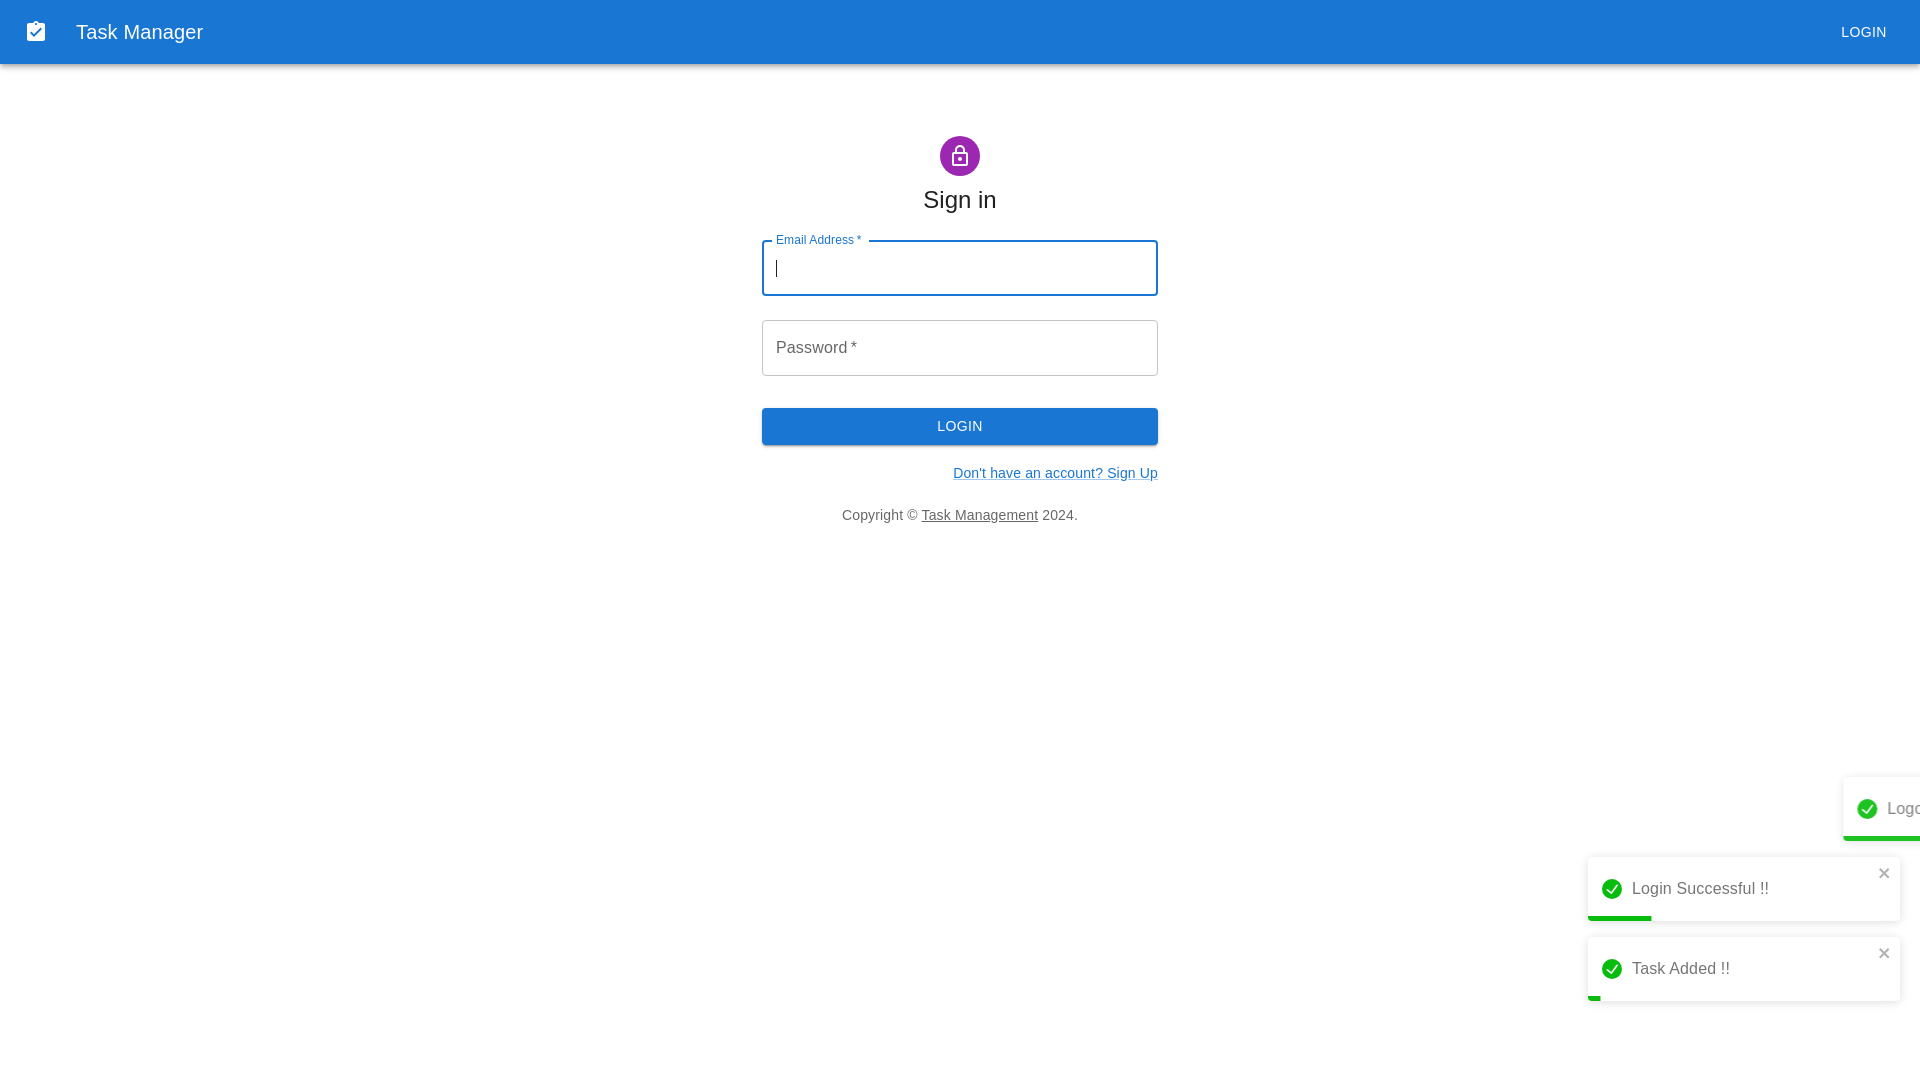 Task Manager
LOGIN
Sign in
Email Address *
Password *
LOGIN
Don't have an account? Sign Up
Copyright © Task Management 2024.
Logo
Login Successful !!
Task Added !!